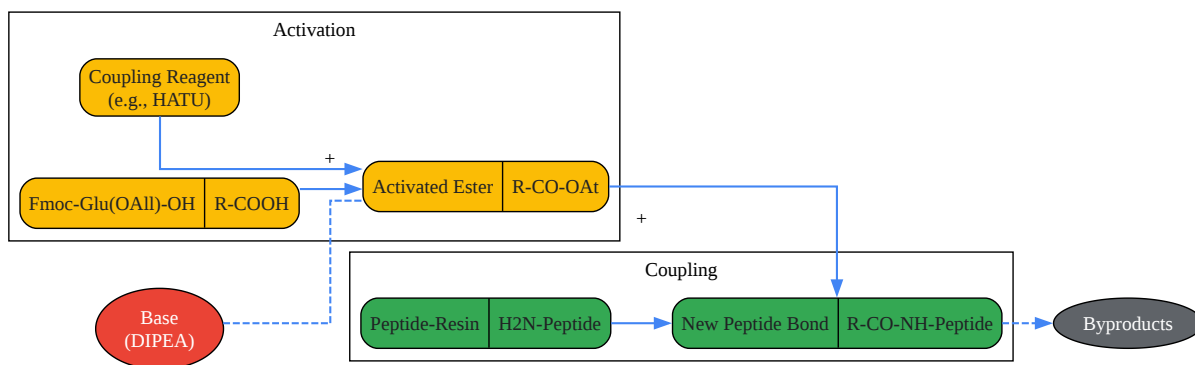 Activation
Coupling Reagent
(e.g., HATU)
+
Fmoc-Glu(OAll)-OH
R-COOH
Activated Ester
R-CO-OAt
+
Coupling
Base
(DIPEA)
Peptide-Resin
H2N-Peptide
New Peptide Bond
R-CO-NH-Peptide
Byproducts